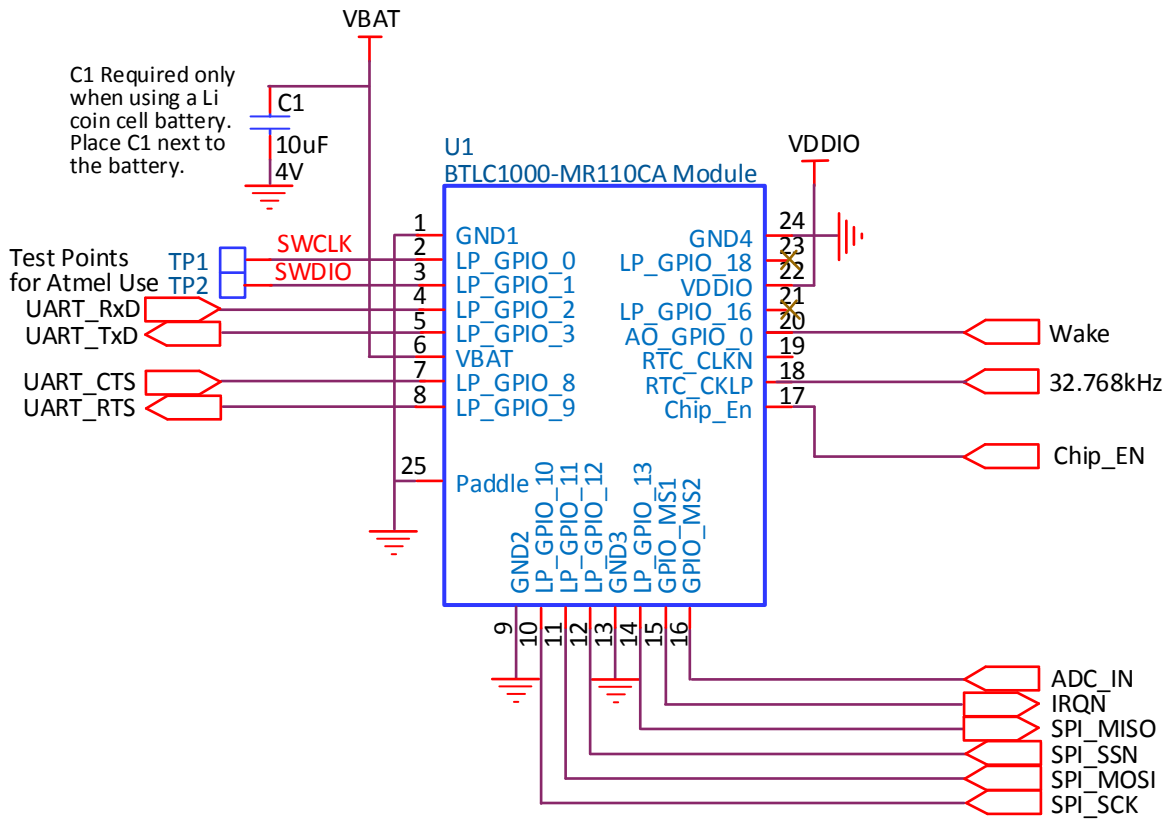 VBAT
C1 Required only
when using a Li
coin cell battery.
Place C1 next to
the battery.
C1
10uF
4V
U1
BTLC1000-MR110CA Module
VDDIO
Test Points
for Atmel Use
TP1
TP2
SWCLK
SWDIO
UART_RxD
UART_TxD
UART_CTS
UART_RTS
1
2
3
4
5
6
7
8
25
GND1
LP_GPIO_0
LP_GPIO_1
LP_GPIO_2
LP_GPIO_3
VBAT
LP_GPIO_8
LP_GPIO_9
Paddle
GND4
LP_GPIO_18
VDDIO
LP_GPIO_16
AO_GPIO_0
RTC_CLKN
RTC_CKLP
Chip_En
24
23
22
21
20
19
18
17
Wake
32.768kHz
Chip_EN
GND2
LP_GPIO_10
LP_GPIO_11
LP_GPIO_12
GND3
LP_GPIO_13
GPIO_MS1
GPIO_MS2
9
10
11
12
13
14
15
16
ADC_IN
IRQN
SPI_MISO
SPI_SSN
SPI_MOSI
SPI_SCK